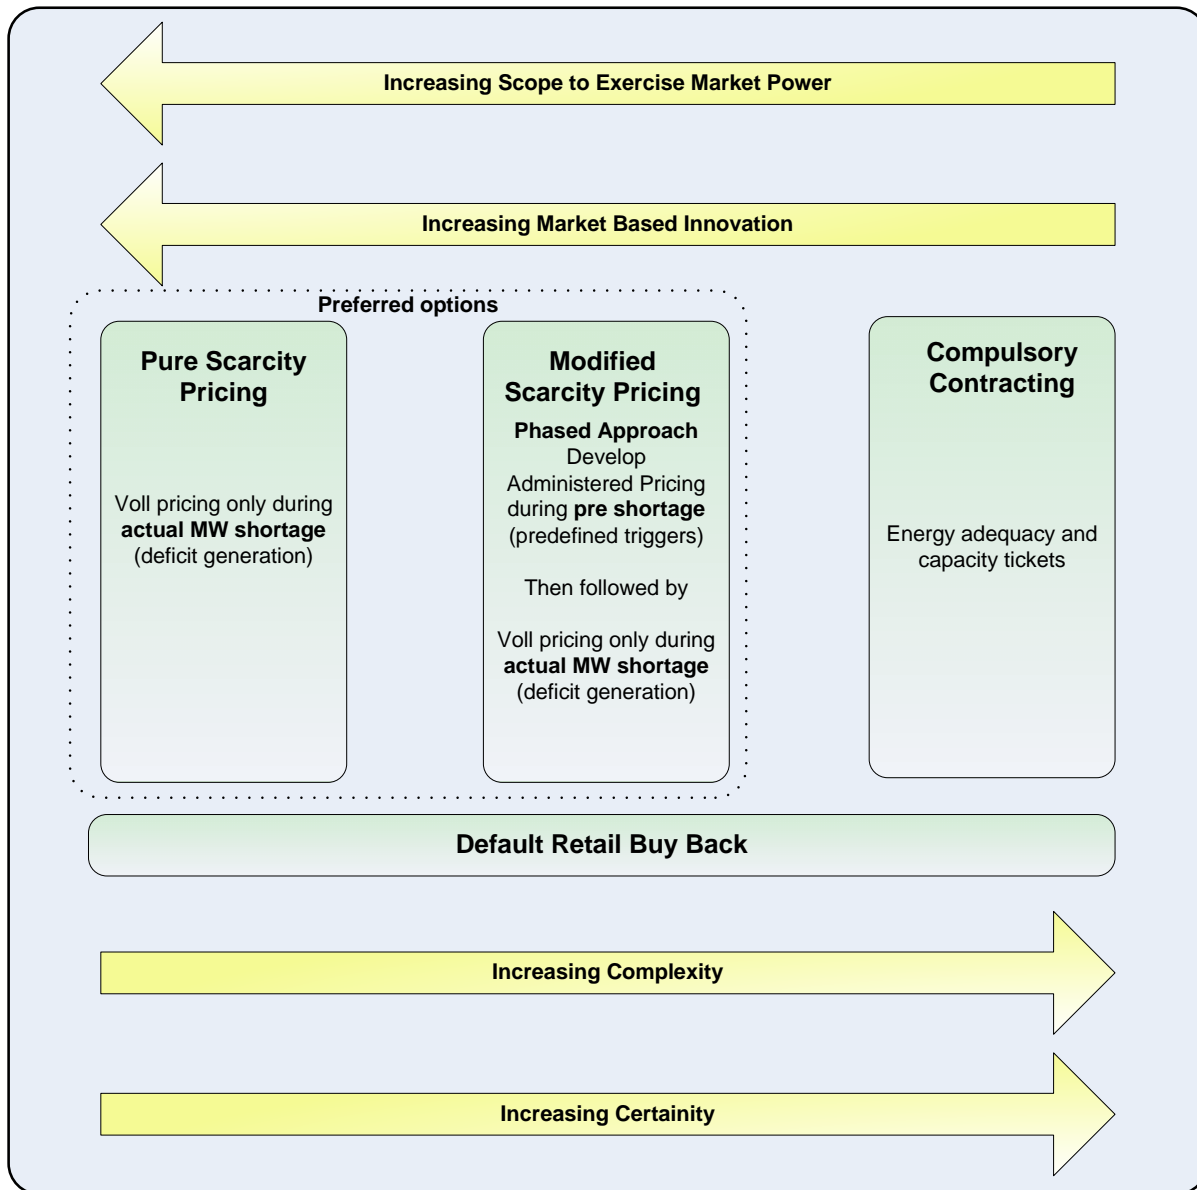 Increasing Scope to Exercise Market Power
Increasing Market Based Innovation
Preferred options
Pure Scarcity
Pricing
Voll pricing only during
actual MW shortage
(deficit generation)
Modified
Scarcity Pricing
Phased Approach
Develop
Administered Pricing
during pre shortage
(predefined triggers)
Then followed by
Voll pricing only during
actual MW shortage
(deficit generation)
Compulsory
Contracting
Energy adequacy and
capacity tickets
Default Retail Buy Back
Increasing Complexity
Increasing Certainity